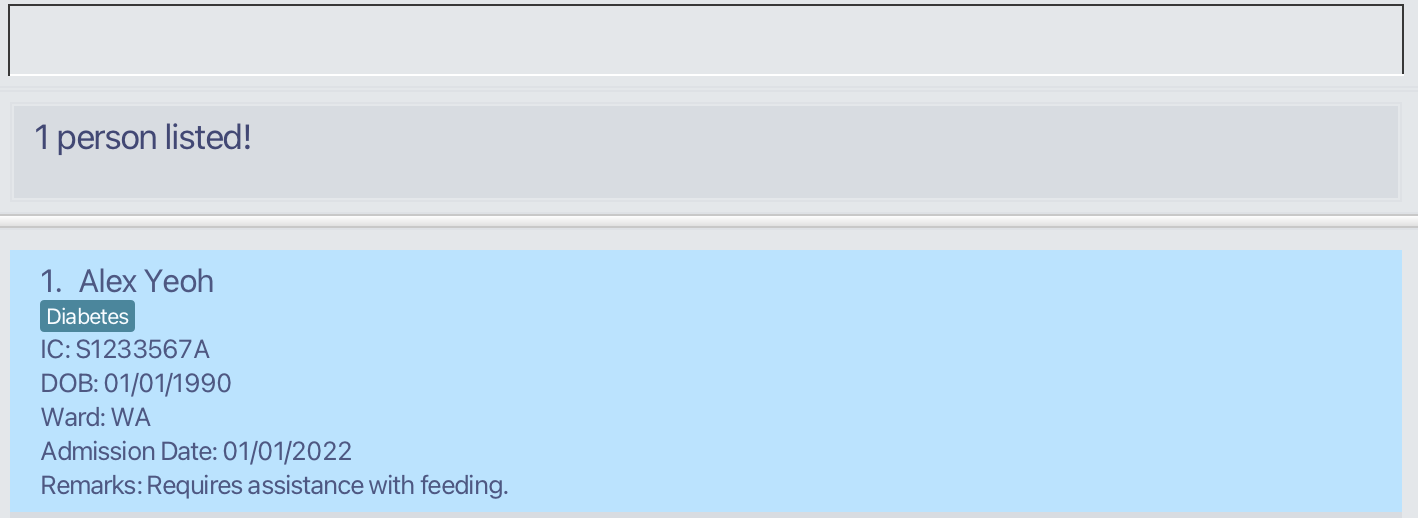 1 person listed!
1. Alex Yeoh
Diabetes
IC: S1233567A
DOB: 01/01/1990
Ward: WA
Admission Date: 01/01/2022
Remarks: Requires assistance with feeding.